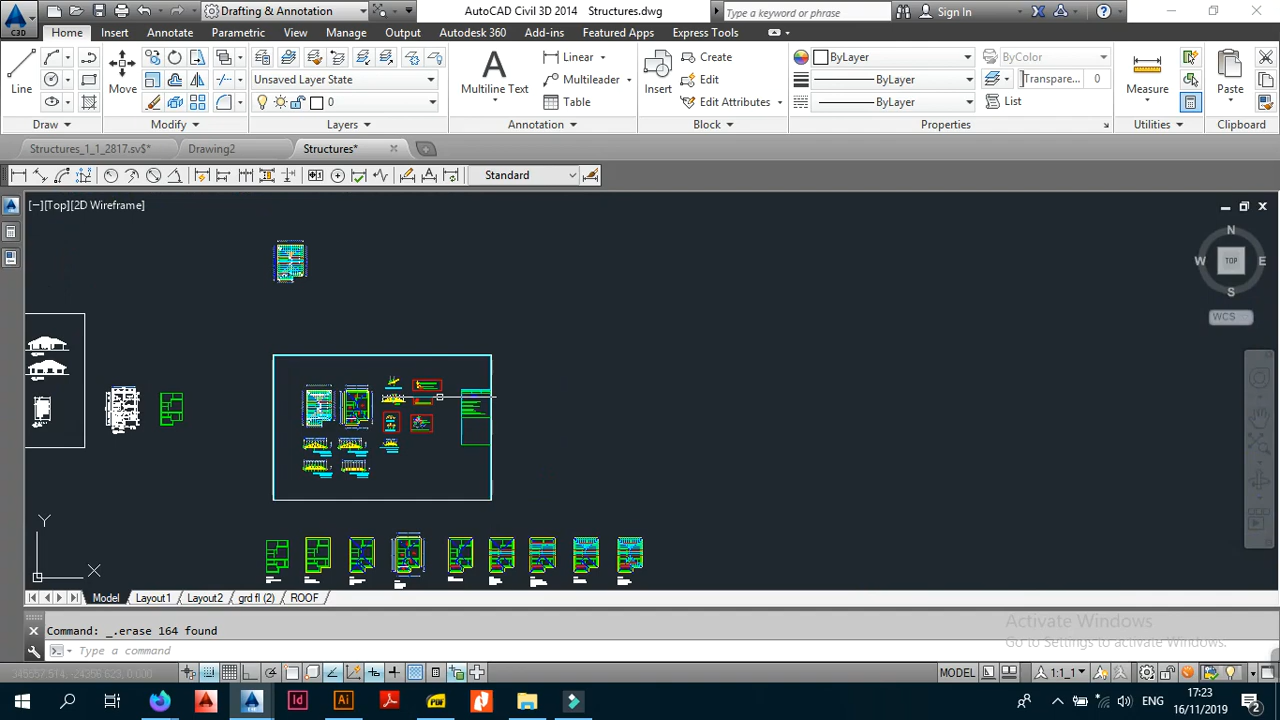 Drafting & Annotation
AutoCAD Civil 3D 2014 Structures.dwg
Type a keyword or phrase
Sign In
C3D
Home Insert Annotate Parametric View Manage Output Autodesk 360 Add-ins Featured Apps Express Tools
Line
Move
Unsaved Layer State
0
Multiline Text
Linear
Multileader
Table
Insert
Create
Edit
Edit Attributes
ByLayer
ByLayer
ByLayer
ByColor
Transpare... 0
List
Measure
Paste
Draw Modify Layers Annotation Block Properties Utilities Clipboard
Structures_1_1_2817.sv$* Drawing2 Structures*
Standard
[−][Top][2D Wireframe]
N
W TOP E
S
WCS
Y
X
Model Layout1 Layout2 grd fl (2) ROOF
Command: _.erase 164 found
Type a command
Activate Windows
Go to Settings to activate Windows.
MODEL
1:1
17:23
ENG
16/11/2019
2